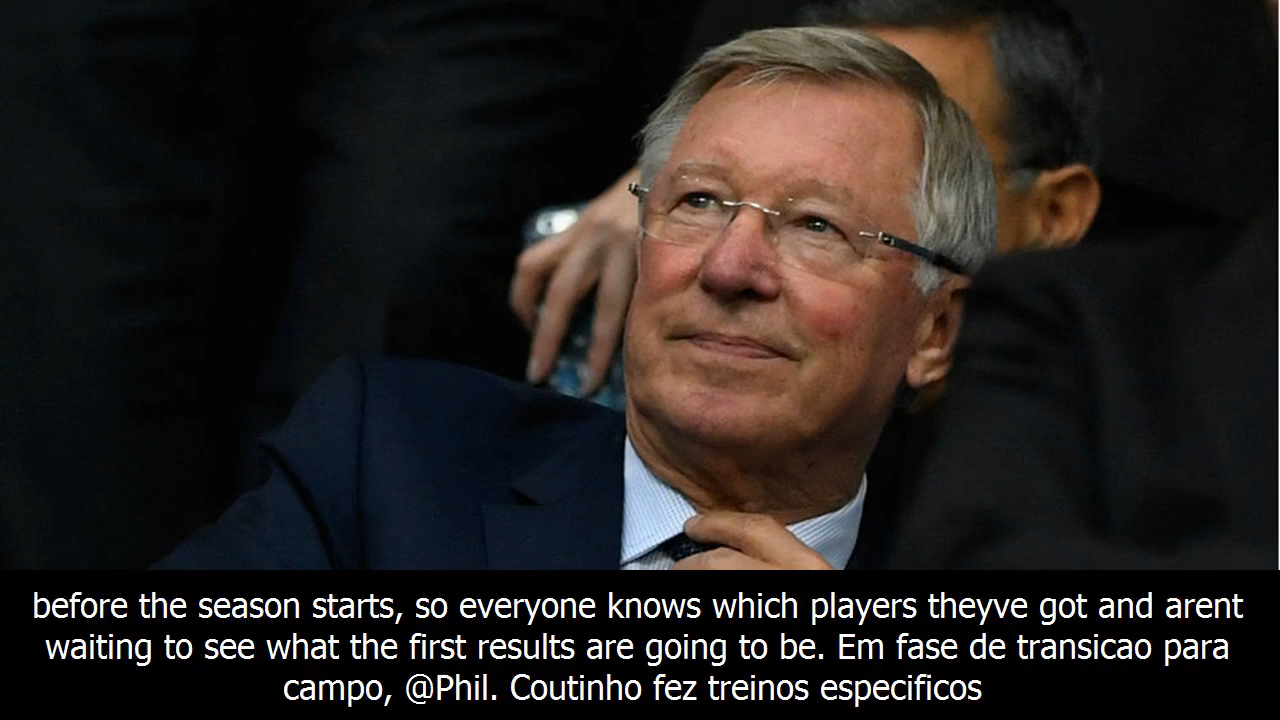 before the season starts, so everyone knows which players theyve got and arent
waiting to see what the first results are going to be. Em fase de transicao para
campo, @Phil. Coutinho fez treinos especificos